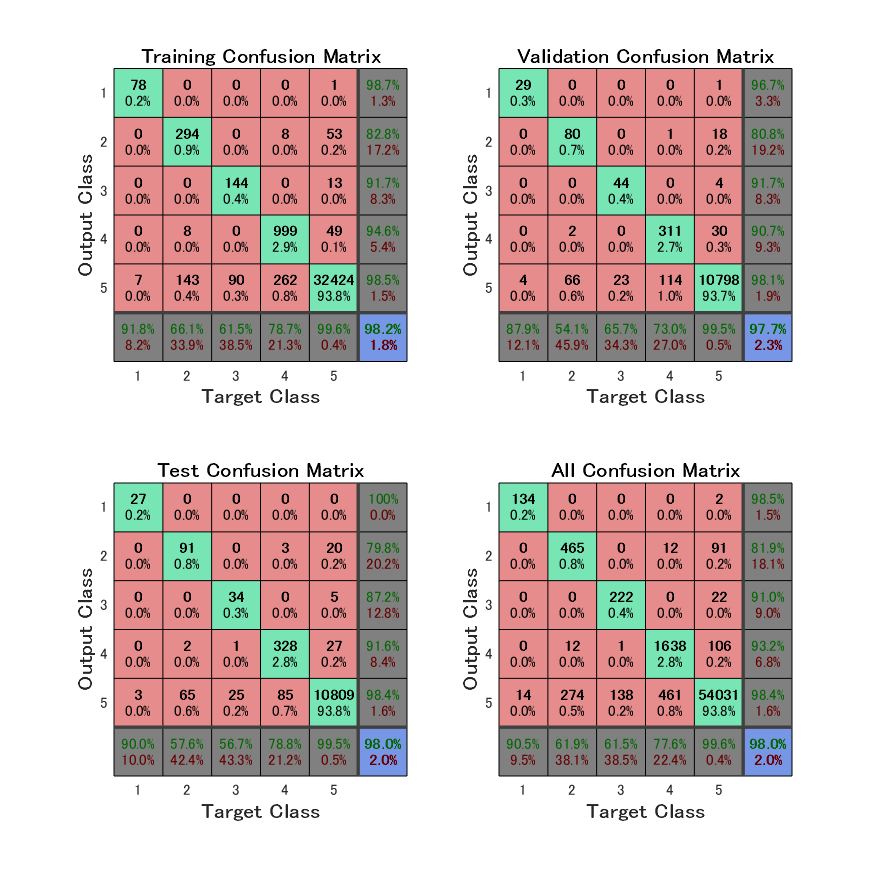 Training Confusion Matrix
Output Class
1 78 0 0 0 1 98.7%
0.2% 0.0% 0.0% 0.0% 0.0% 1.3%
2 0 294 0 8 53 82.8%
0.0% 0.9% 0.0% 0.0% 0.2% 17.2%
3 0 0 144 0 13 91.7%
0.0% 0.0% 0.4% 0.0% 0.0% 8.3%
4 0 8 0 999 49 94.6%
0.0% 0.0% 0.0% 2.9% 0.1% 5.4%
5 7 143 90 262 32424 98.5%
0.0% 0.4% 0.3% 0.8% 93.8% 1.5%
91.8% 66.1% 61.5% 78.7% 99.6% 98.2%
8.2% 33.9% 38.5% 21.3% 0.4% 1.8%
1 2 3 4 5
Target Class
Validation Confusion Matrix
Output Class
1 29 0 0 0 1 96.7%
0.3% 0.0% 0.0% 0.0% 0.0% 3.3%
2 0 80 0 1 18 80.8%
0.0% 0.7% 0.0% 0.0% 0.2% 19.2%
3 0 0 44 0 4 91.7%
0.0% 0.0% 0.4% 0.0% 0.0% 8.3%
4 0 2 0 311 30 90.7%
0.0% 0.0% 0.0% 2.7% 0.3% 9.3%
5 4 66 23 114 10798 98.1%
0.0% 0.6% 0.2% 1.0% 93.7% 1.9%
87.9% 54.1% 65.7% 73.0% 99.5% 97.7%
12.1% 45.9% 34.3% 27.0% 0.5% 2.3%
1 2 3 4 5
Target Class
Test Confusion Matrix
Output Class
1 27 0 0 0 0 100%
0.2% 0.0% 0.0% 0.0% 0.0% 0.0%
2 0 91 0 3 20 79.8%
0.0% 0.8% 0.0% 0.0% 0.2% 20.2%
3 0 0 34 0 5 87.2%
0.0% 0.0% 0.3% 0.0% 0.0% 12.8%
4 0 2 1 328 27 91.6%
0.0% 0.0% 0.0% 2.8% 0.2% 8.4%
5 3 65 25 85 10809 98.4%
0.0% 0.6% 0.2% 0.7% 93.8% 1.6%
90.0% 57.6% 56.7% 78.8% 99.5% 98.0%
10.0% 42.4% 43.3% 21.2% 0.5% 2.0%
1 2 3 4 5
Target Class
All Confusion Matrix
Output Class
1 134 0 0 0 2 98.5%
0.2% 0.0% 0.0% 0.0% 0.0% 1.5%
2 0 465 0 12 91 81.9%
0.0% 0.8% 0.0% 0.0% 0.2% 18.1%
3 0 0 222 0 22 91.0%
0.0% 0.0% 0.4% 0.0% 0.0% 9.0%
4 0 12 1 1638 106 93.2%
0.0% 0.0% 0.0% 2.8% 0.2% 6.8%
5 14 274 138 461 54031 98.4%
0.0% 0.5% 0.2% 0.8% 93.8% 1.6%
90.5% 61.9% 61.5% 77.6% 99.6% 98.0%
9.5% 38.1% 38.5% 22.4% 0.4% 2.0%
1 2 3 4 5
Target Class